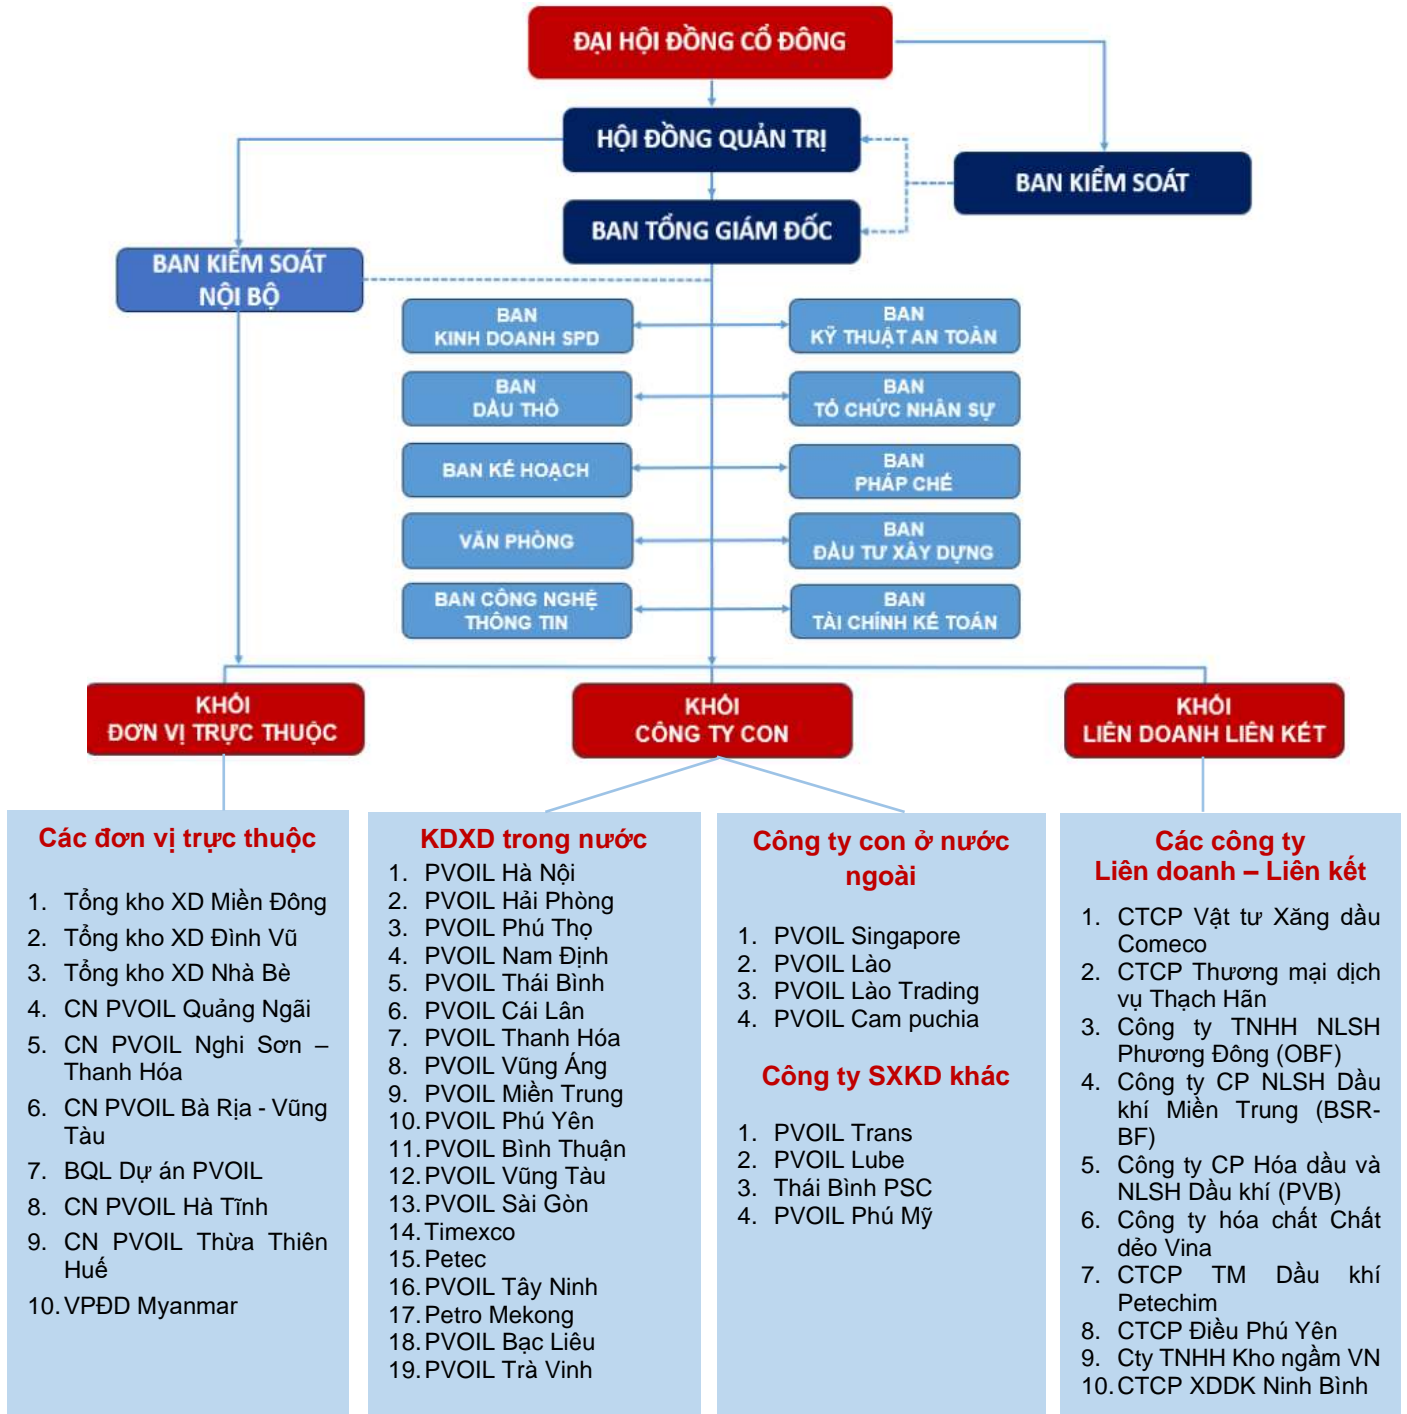 ĐẠI HỘI ĐỒNG CỔ ĐÔNG
HỘI ĐỒNG QUẢN TRỊ
BAN KIỂM SOÁT
BAN TỔNG GIÁM ĐỐC
BAN KIỂM SOÁT
NỘI BỘ
BAN
KINH DOANH SPD
BAN
KỸ THUẬT AN TOÀN
BAN
DẦU THÔ
BAN
TỔ CHỨC NHÂN SỰ
BAN KẾ HOẠCH
BAN
PHÁP CHẾ
VĂN PHÒNG
BAN
ĐẦU TƯ XÂY DỰNG
BAN CÔNG NGHỆ
THÔNG TIN
BAN
TÀI CHÍNH KẾ TOÁN
KHỐI
ĐƠN VỊ TRỰC THUỘC
KHỐI
CÔNG TY CON
KHỐI
LIÊN DOANH LIÊN KẾT
Các đơn vị trực thuộc
1. Tổng kho XD Miền Đông
2. Tổng kho XD Đình Vũ
3. Tổng kho XD Nhà Bè
4. CN PVOIL Quảng Ngãi
5. CN PVOIL Nghi Sơn –
Thanh Hóa
6. CN PVOIL Bà Rịa - Vũng
Tàu
7. BQL Dự án PVOIL
8. CN PVOIL Hà Tĩnh
9. CN PVOIL Thừa Thiên
Huế
10. VPĐD Myanmar
KDXD trong nước
1. PVOIL Hà Nội
2. PVOIL Hải Phòng
3. PVOIL Phú Thọ
4. PVOIL Nam Định
5. PVOIL Thái Bình
6. PVOIL Cái Lân
7. PVOIL Thanh Hóa
8. PVOIL Vũng Áng
9. PVOIL Miền Trung
10. PVOIL Phú Yên
11. PVOIL Bình Thuận
12. PVOIL Vũng Tàu
13. PVOIL Sài Gòn
14. Timexco
15. Petec
16. PVOIL Tây Ninh
17. Petro Mekong
18. PVOIL Bạc Liêu
19. PVOIL Trà Vinh
Công ty con ở nước
ngoài
1. PVOIL Singapore
2. PVOIL Lào
3. PVOIL Lào Trading
4. PVOIL Cam puchia
Công ty SXKD khác
1. PVOIL Trans
2. PVOIL Lube
3. Thái Bình PSC
4. PVOIL Phú Mỹ
Các công ty
Liên doanh – Liên kết
1. CTCP Vật tư Xăng dầu
Comeco
2. CTCP Thương mại dịch
vụ Thạch Hãn
3. Công ty TNHH NLSH
Phương Đông (OBF)
4. Công ty CP NLSH Dầu
khí Miền Trung (BSR-
BF)
5. Công ty CP Hóa dầu và
NLSH Dầu khí (PVB)
6. Công ty hóa chất Chất
dẻo Vina
7. CTCP TM Dầu khí
Petechim
8. CTCP Điều Phú Yên
9. Cty TNHH Kho ngầm VN
10. CTCP XDDK Ninh Bình